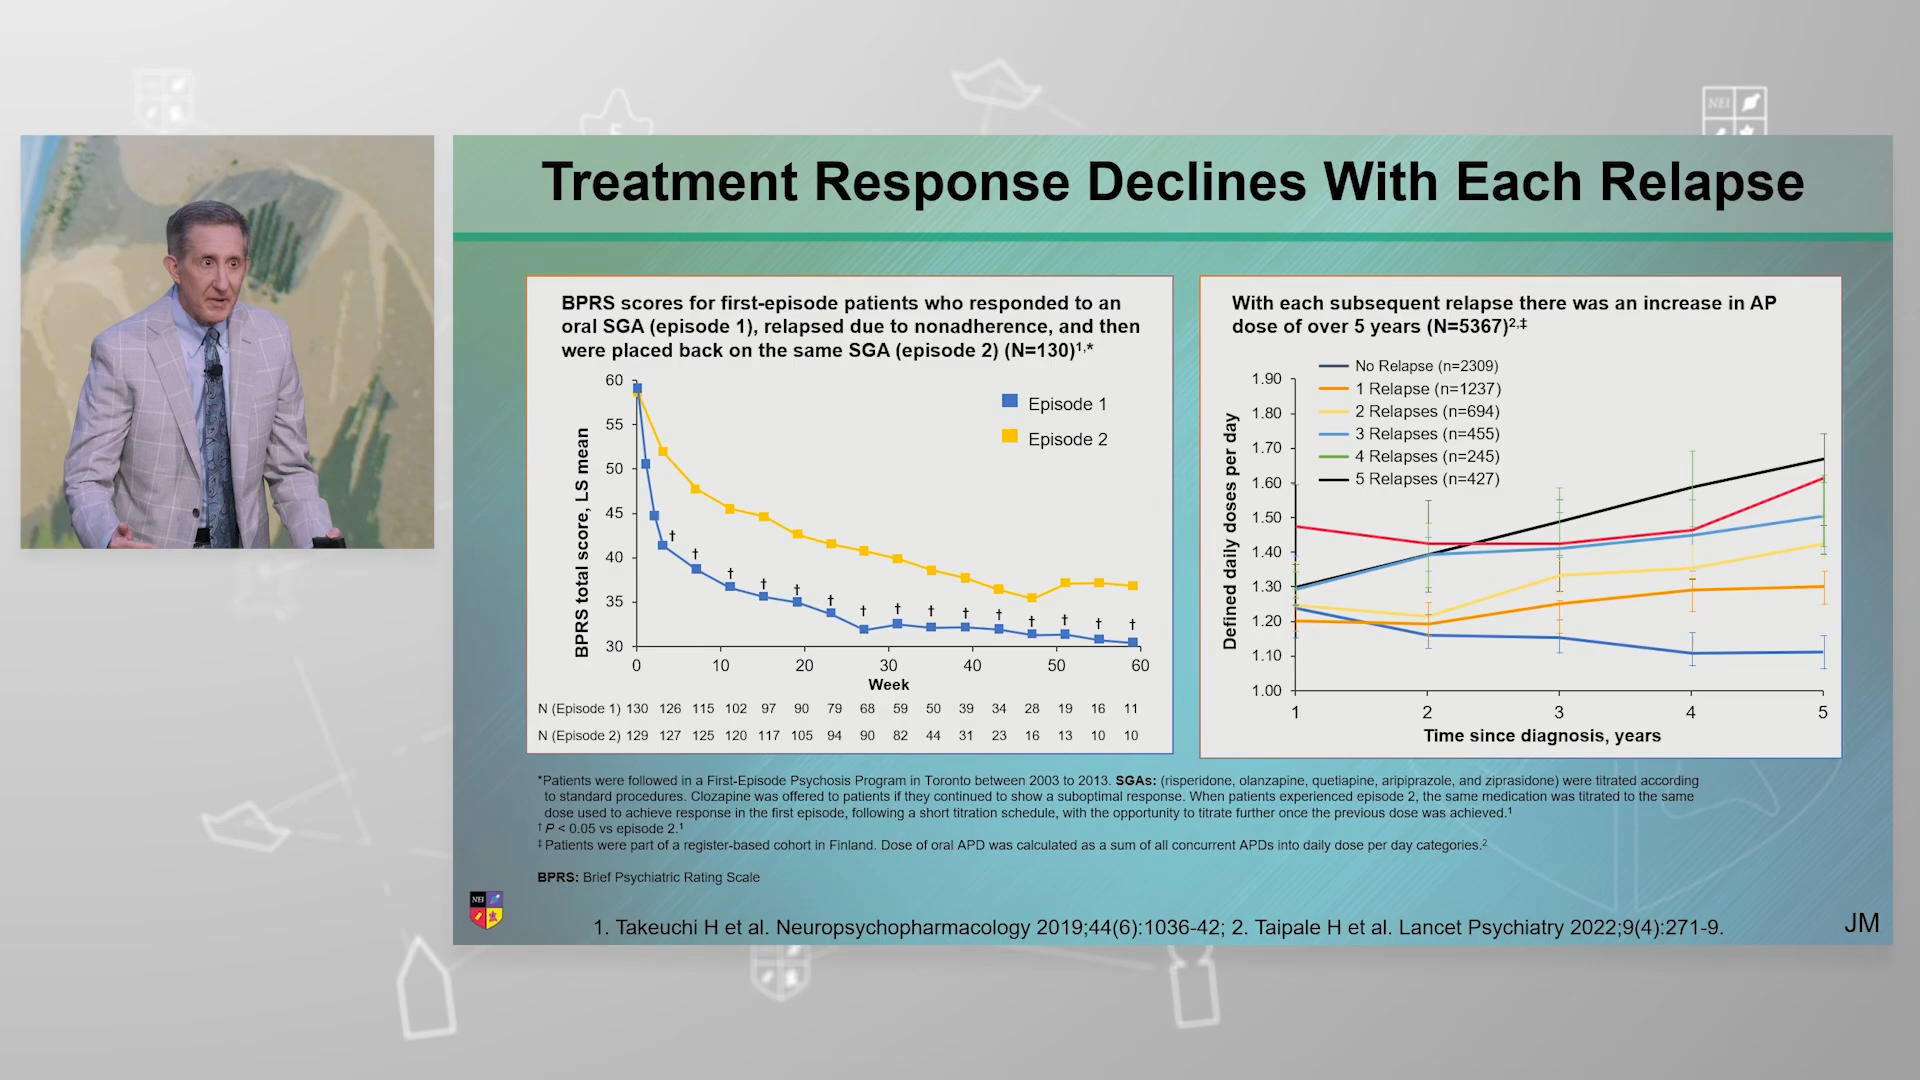 NEI
Treatment Response Declines With Each Relapse
BPRS scores for first-episode patients who responded to an
oral SGA (episode 1), relapsed due to nonadherence, and then
were placed back on the same SGA (episode 2) (N=130)1,*
BPRS total score, LS mean
60
55
50
45
40
35
30
Episode 1
Episode 2
† † † † † † † † † † † † † † †
0 10 20 30 40 50 60
Week
N (Episode 1) 130 126 115 102 97 90 79 68 59 50 39 34 28 19 16 11
N (Episode 2) 129 127 125 120 117 105 94 90 82 44 31 23 16 13 10 10
With each subsequent relapse there was an increase in AP
dose of over 5 years (N=5367)2,‡
Defined daily doses per day
1.90
1.80
1.70
1.60
1.50
1.40
1.30
1.20
1.10
1.00
No Relapse (n=2309)
1 Relapse (n=1237)
2 Relapses (n=694)
3 Relapses (n=455)
4 Relapses (n=245)
5 Relapses (n=427)
1 2 3 4 5
Time since diagnosis, years
*Patients were followed in a First-Episode Psychosis Program in Toronto between 2003 to 2013. SGAs: (risperidone, olanzapine, quetiapine, aripiprazole, and ziprasidone) were titrated according
to standard procedures. Clozapine was offered to patients if they continued to show a suboptimal response. When patients experienced episode 2, the same medication was titrated to the same
dose used to achieve response in the first episode, following a short titration schedule, with the opportunity to titrate further once the previous dose was achieved.1
† P < 0.05 vs episode 2.1
‡ Patients were part of a register-based cohort in Finland. Dose of oral APD was calculated as a sum of all concurrent APDs into daily dose per day categories.2
BPRS: Brief Psychiatric Rating Scale
NEI
1. Takeuchi H et al. Neuropsychopharmacology 2019;44(6):1036-42; 2. Taipale H et al. Lancet Psychiatry 2022;9(4):271-9.
JM